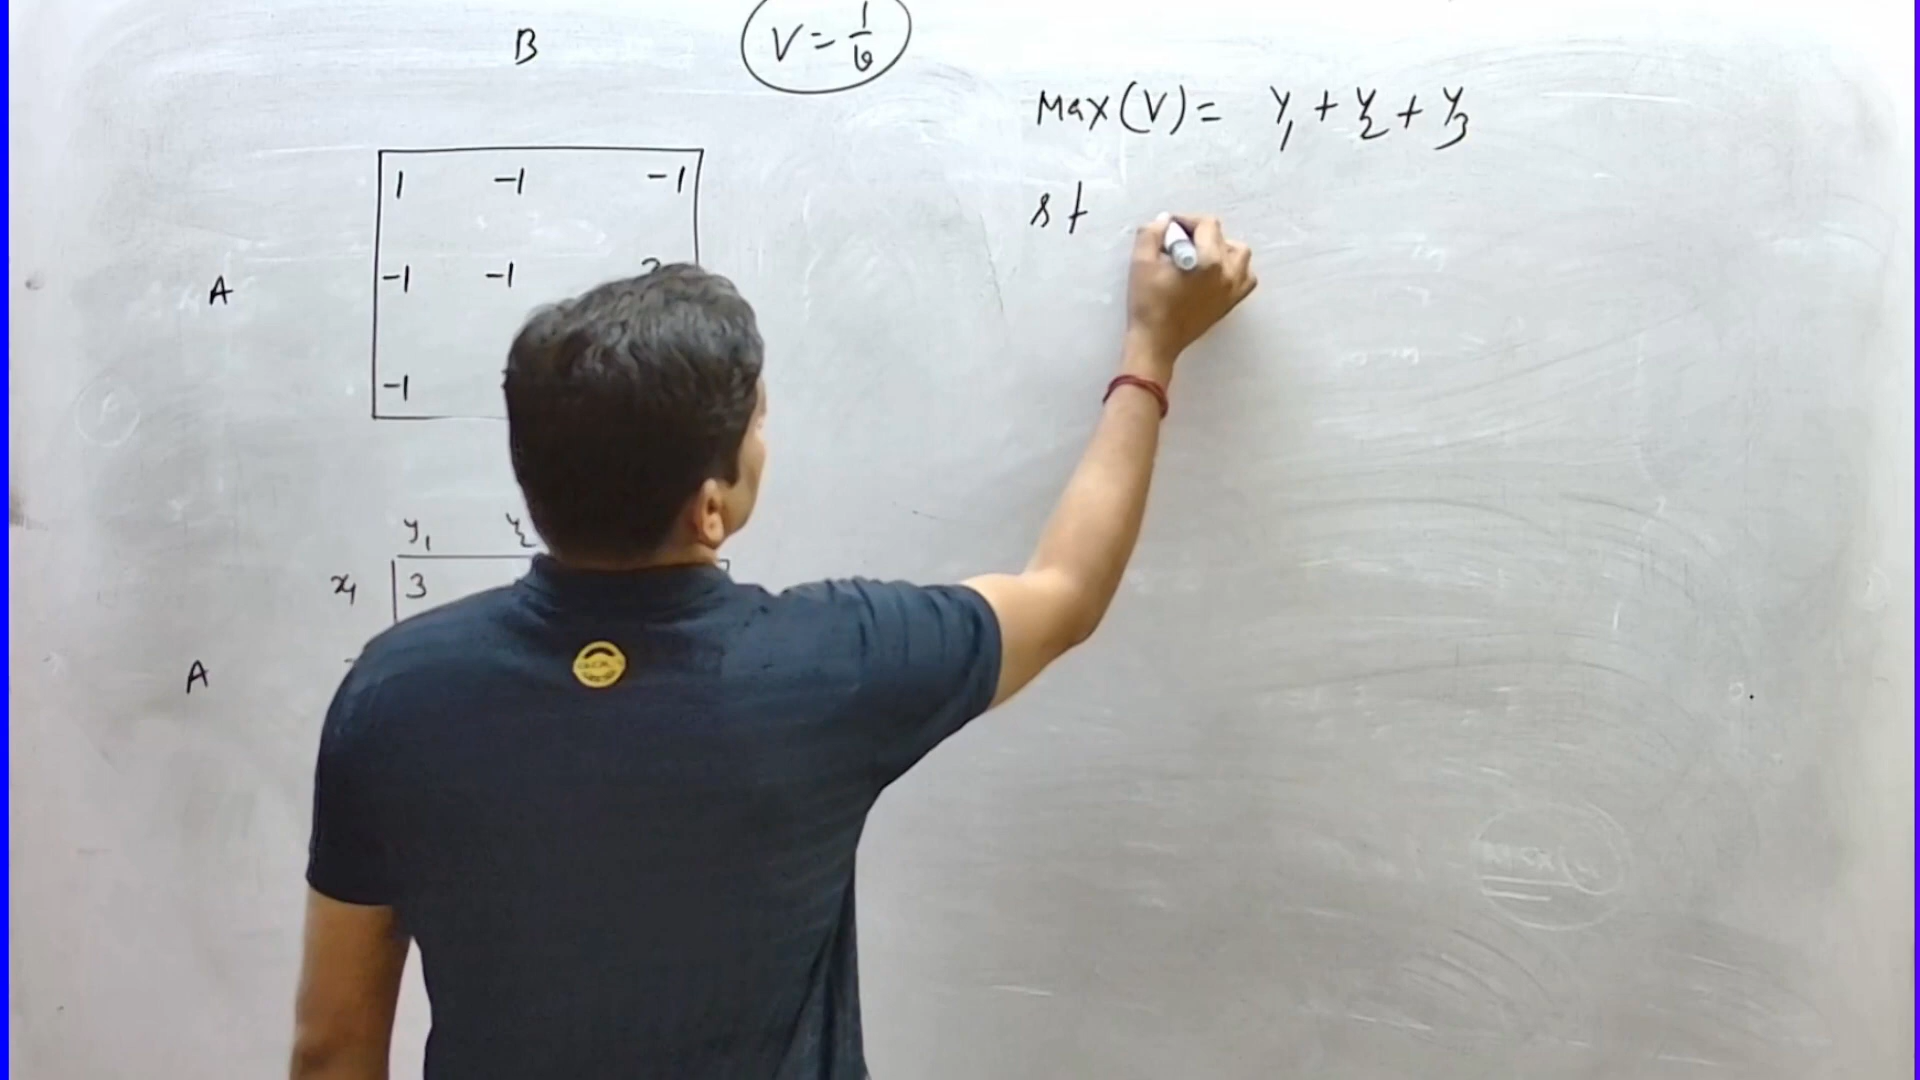 B
V = 1/6
Max(V) = y₁ + y₂ + y₃
1 -1 -1
st
A
-1 -1
-1
y₁ y₂
x₁ 3
A